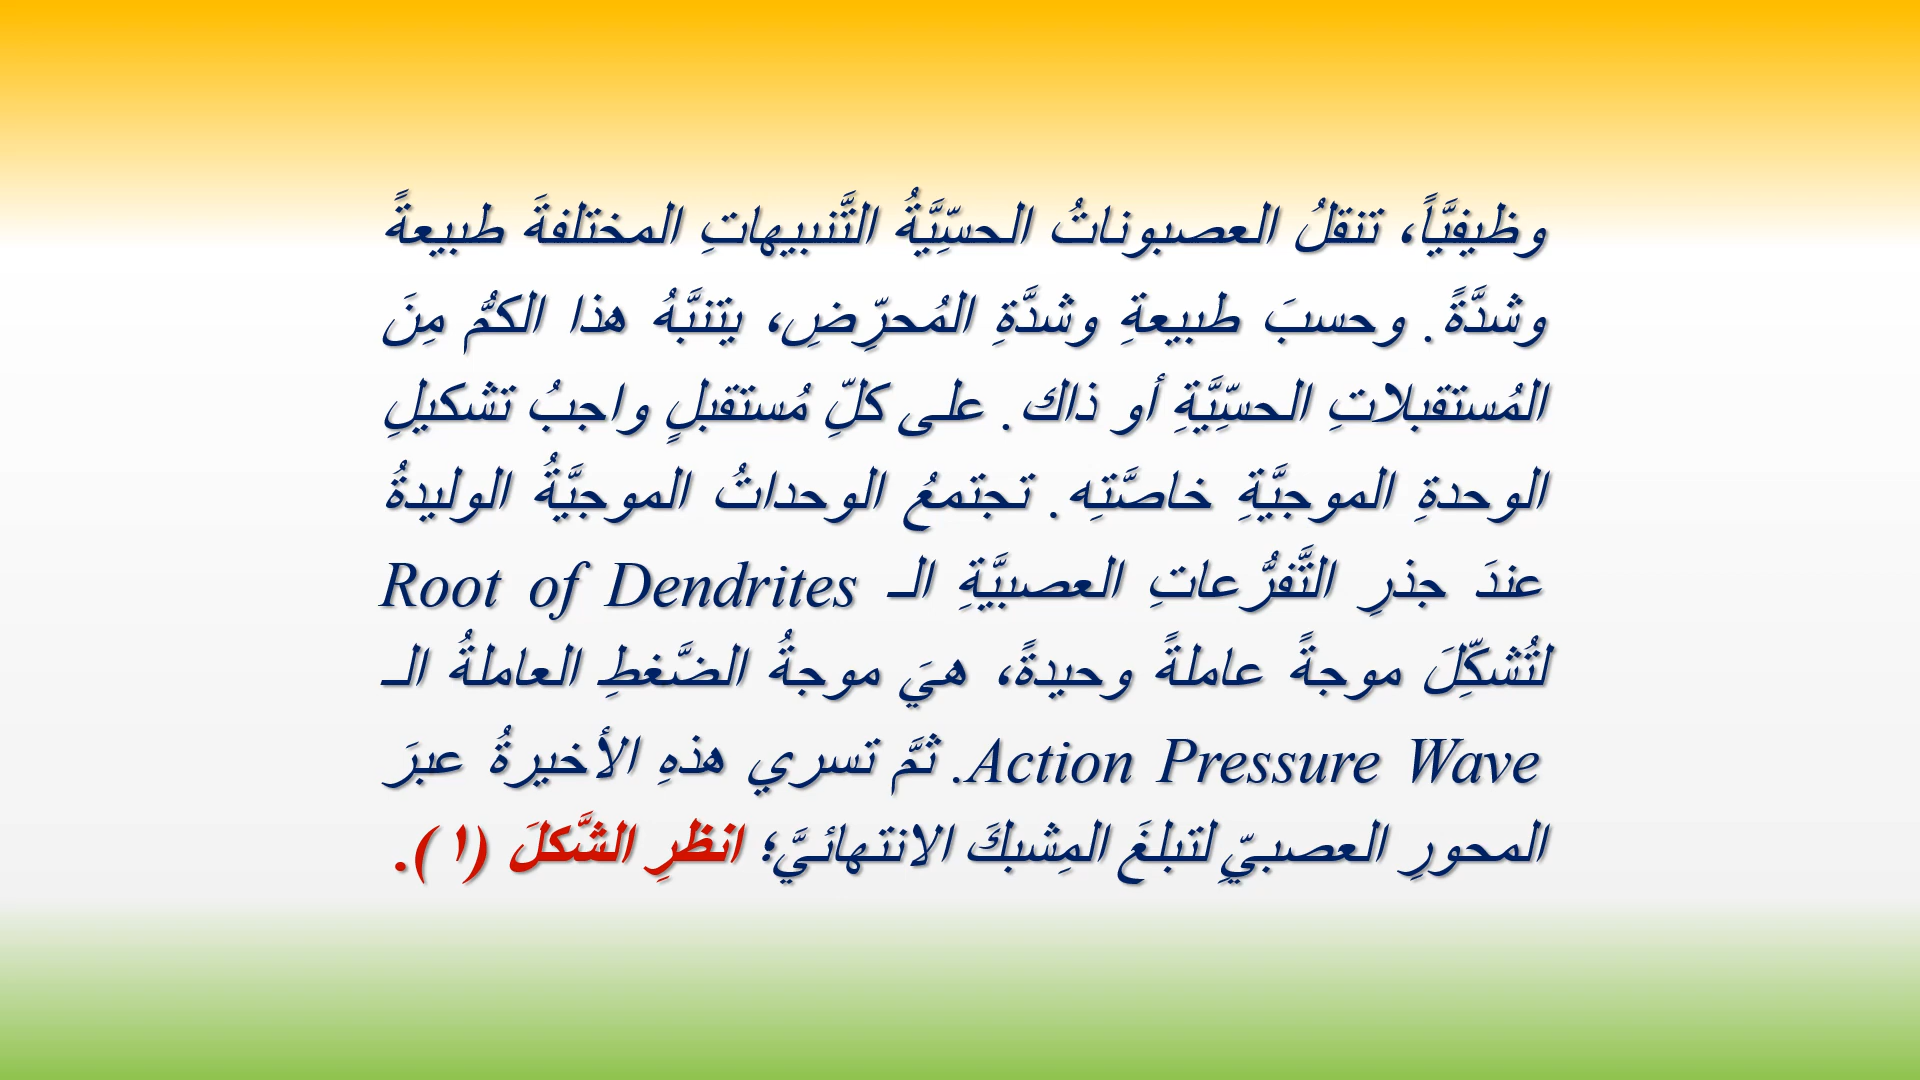 وظيفيَّاً، تنقلُ العصبوناتُ الحسّيَّةُ التَّنبيهاتِ المختلفةَ طبيعةً
وشدَّةً. وحسبَ طبيعةِ وشدَّةِ المُحرّضِ، يتنبَّهُ هذا الكمُّ مِنَ
المُستقبلاتِ الحسّيَّةِ أو ذاك. على كلِّ مُستقبلٍ واجبُ تشكيلِ
الوحدةِ الموجيَّةِ خاصَّتِه. تجتمعُ الوحداتُ الموجيَّةُ الوليدةُ
عندَ جذرِ التَّفرُّعاتِ العصبيَّةِ الـ Root of Dendrites
لتُشكّلَ موجةً عاملةً وحيدةً، هيَ موجةُ الضَّغطِ العاملةُ الـ
Action Pressure Wave. ثمَّ تسري هذهِ الأخيرةُ عبرَ
المحورِ العصبيّ لتبلغَ المِشبكَ الانتهائيَّ؛ انظرِ الشَّكلَ (١).